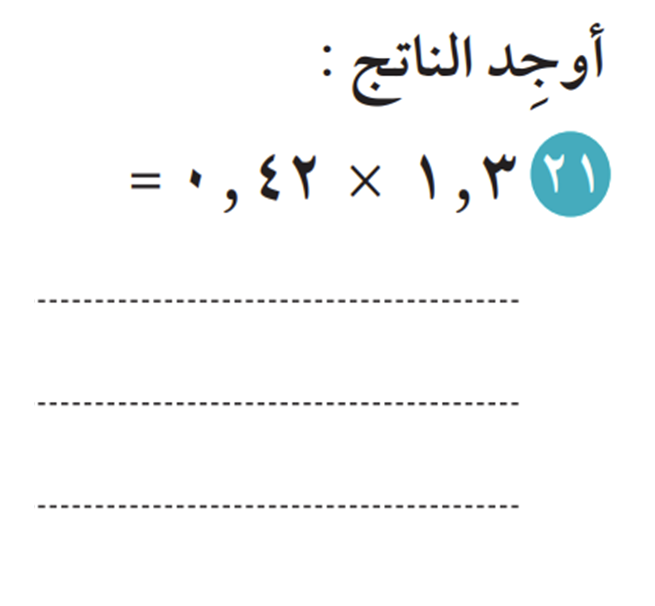 أوجِد الناتج :
٢١ ١,٣ × ٠,٤٢ =